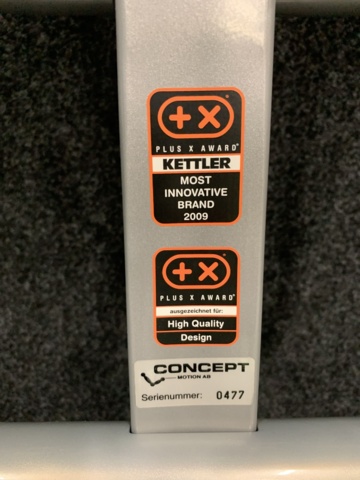 +X
PLUS X AWARD®
KETTLER
MOST
INNOVATIVE
BRAND
2009
+X
PLUS X AWARD®
ausgezeichnet für:
High Quality
Design
CONCEPT
MOTION AB
Serienummer: 0477